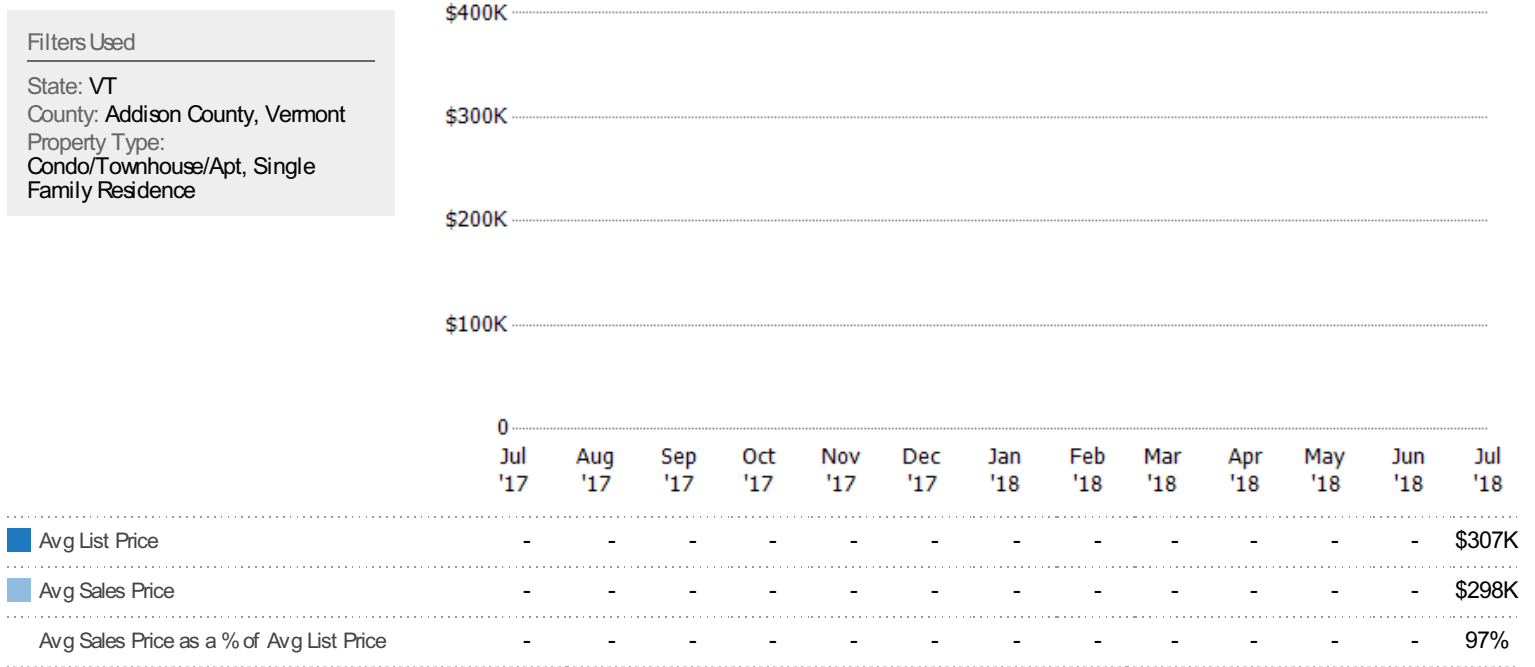 Filters Used
State: VT
County: Addison County, Vermont
Property Type:
Condo/Townhouse/Apt, Single
Family Residence
$400K
$300K
$200K
$100K
0
Jul Aug Sep Oct Nov Dec Jan Feb Mar Apr May Jun Jul
'17 '17 '17 '17 '17 '17 '18 '18 '18 '18 '18 '18 '18
Avg List Price - - - - - - - - - - - - $307K
Avg Sales Price - - - - - - - - - - - - $298K
Avg Sales Price as a % of Avg List Price - - - - - - - - - - - - 97%